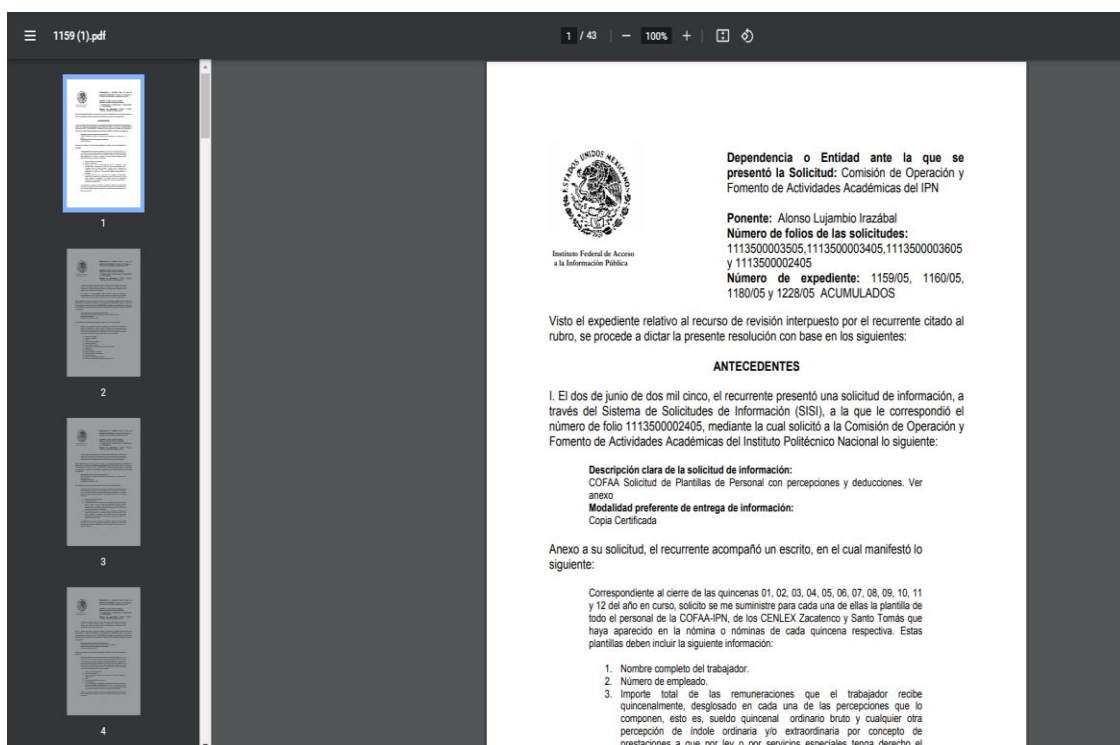 1159 (1).pdf
1 / 43
100%
1
2
3
4
ESTADOS UNIDOS MEXICANOS
Instituto Federal de Acceso
a la Información Pública
Dependencia o Entidad ante la que se
presentó la Solicitud: Comisión de Operación y
Fomento de Actividades Académicas del IPN
Ponente: Alonso Lujambio Irazábal
Número de folios de las solicitudes:
1113500003505,1113500003405,1113500003605
y 1113500002405
Número de expediente: 1159/05, 1160/05,
1180/05 y 1228/05 ACUMULADOS
Visto el expediente relativo al recurso de revisión interpuesto por el recurrente citado al
rubro, se procede a dictar la presente resolución con base en los siguientes:
ANTECEDENTES
I. El dos de junio de dos mil cinco, el recurrente presentó una solicitud de información, a
través del Sistema de Solicitudes de Información (SISI), a la que le correspondió el
número de folio 1113500002405, mediante la cual solicitó a la Comisión de Operación y
Fomento de Actividades Académicas del Instituto Politécnico Nacional lo siguiente:
Descripción clara de la solicitud de información:
COFAA Solicitud de Plantillas de Personal con percepciones y deducciones. Ver
anexo
Modalidad preferente de entrega de información:
Copia Certificada
Anexo a su solicitud, el recurrente acompañó un escrito, en el cual manifestó lo
siguiente:
Correspondiente al cierre de las quincenas 01, 02, 03, 04, 05, 06, 07, 08, 09, 10, 11
y 12 del año en curso, solicito se me suministre para cada una de ellas la plantilla de
todo el personal de la COFAA-IPN, de los CENLEX Zacatenco y Santo Tomás que
haya aparecido en la nómina o nóminas de cada quincena respectiva. Estas
plantillas deben incluir la siguiente información:
1. Nombre completo del trabajador.
2. Número de empleado.
3. Importe total de las remuneraciones que el trabajador recibe
quincenalmente, desglosado en cada una de las percepciones que lo
componen, esto es, sueldo quincenal ordinario bruto y cualquier otra
percepción de índole ordinaria y/o extraordinaria por concepto de
prestaciones a que por ley o por servicios especiales tenga derecho el